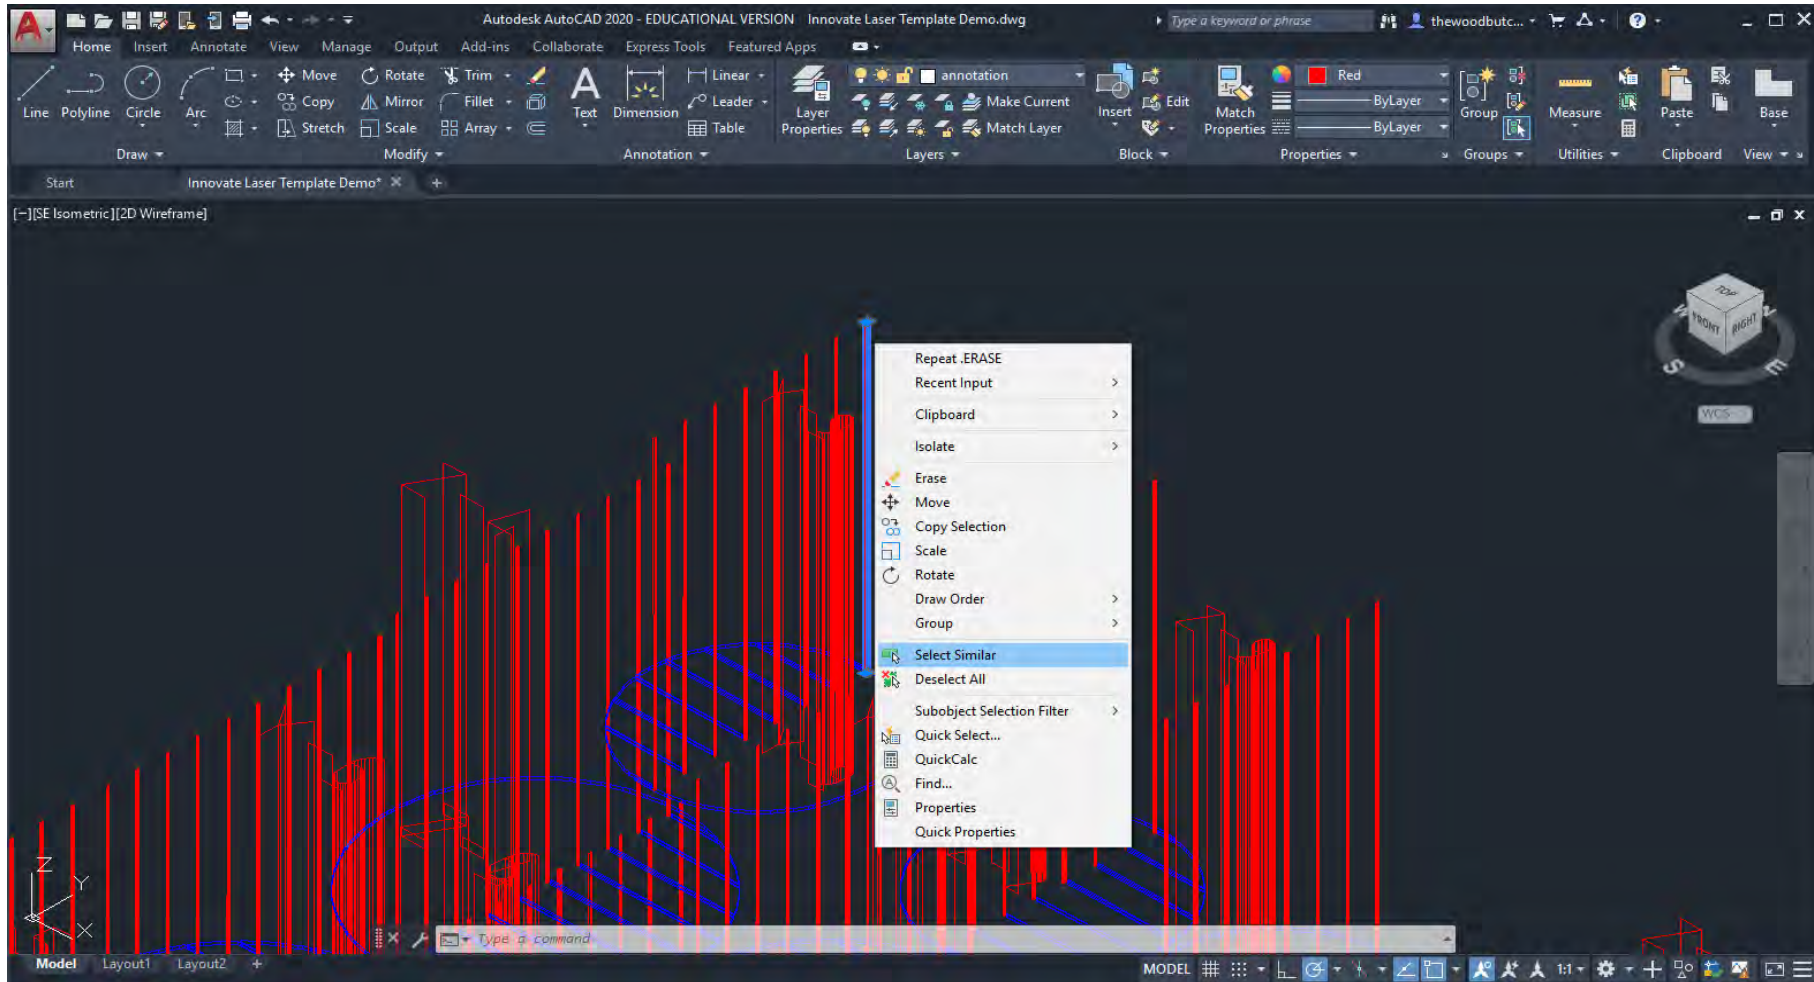 Autodesk AutoCAD 2020 - EDUCATIONAL VERSION Innovate Laser Template Demo.dwg
Type a keyword or phrase
thewoodbutc...
Home Insert Annotate View Manage Output Add-ins Collaborate Express Tools Featured Apps
Line Polyline Circle Arc
Move Rotate Trim
Copy Mirror Fillet
Stretch Scale Array
Text Dimension
Linear
Leader
Table
Layer Properties
annotation
Make Current
Match Layer
Insert
Edit
Match Properties
Red
ByLayer
ByLayer
Group
Measure
Paste
Base
Draw Modify Annotation Layers Block Properties Groups Utilities Clipboard View
Start Innovate Laser Template Demo*
[−][SE Isometric][2D Wireframe]
TOP
FRONT RIGHT
S E
WCS
Repeat .ERASE
Recent Input
Clipboard
Isolate
Erase
Move
Copy Selection
Scale
Rotate
Draw Order
Group
Select Similar
Deselect All
Subobject Selection Filter
Quick Select...
QuickCalc
Find...
Properties
Quick Properties
Z
Y
X
Type a command
Model Layout1 Layout2 +
MODEL 1:1